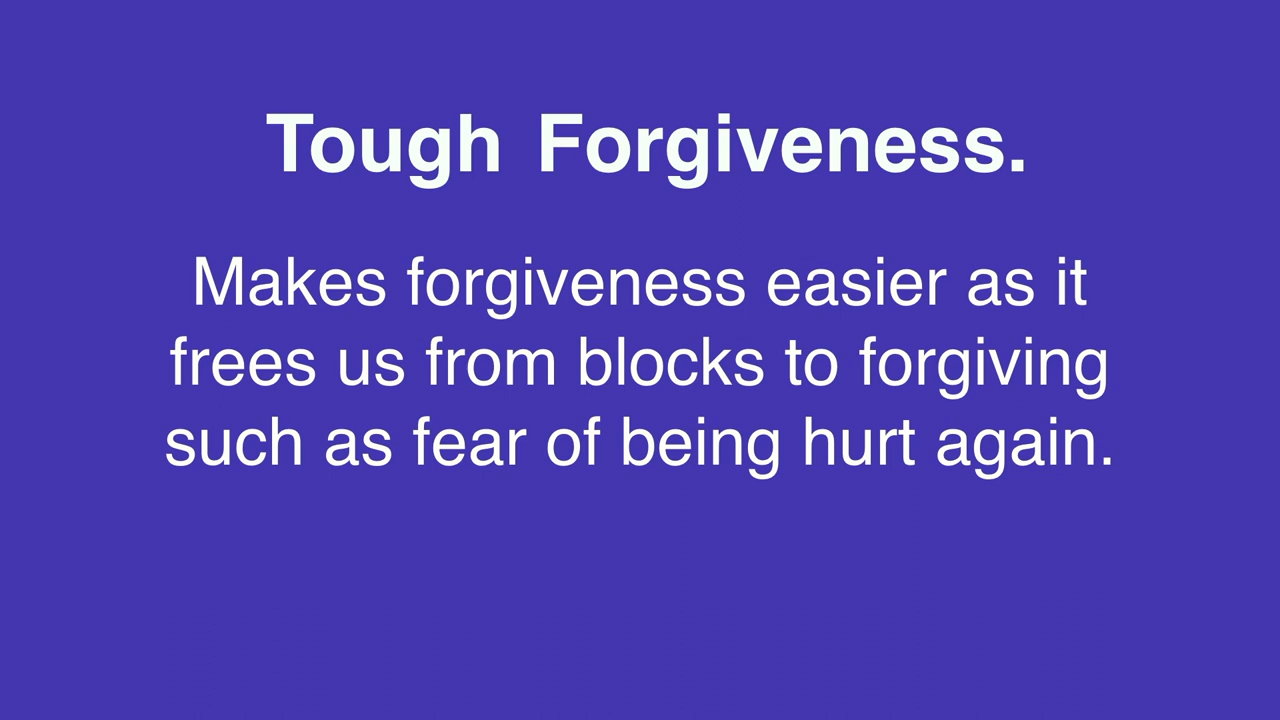 Tough Forgiveness.
Makes forgiveness easier as it
frees us from blocks to forgiving
such as fear of being hurt again.